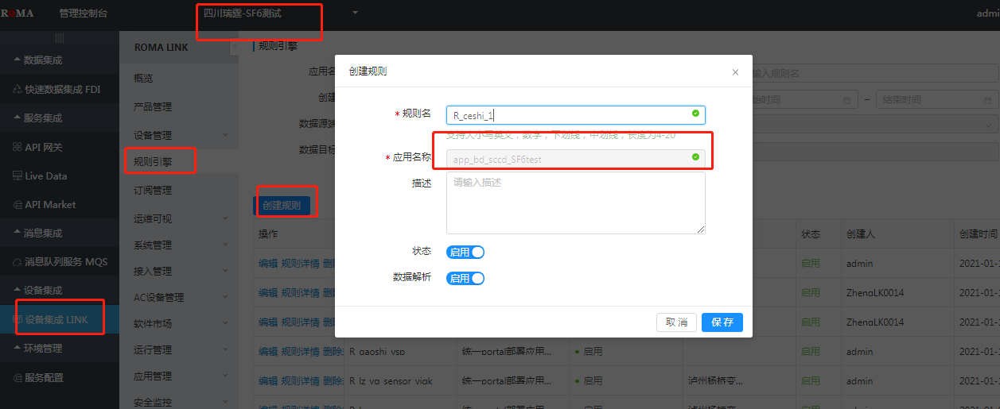 ROMA 管理控制台 四川瑞霆-SF6测试 admi
数据集成
快速数据集成 FDI
服务集成
API 网关
Live Data
API Market
消息集成
消息队列服务 MQS
设备集成
设备集成 LINK
环境管理
服务配置
ROMA LINK
概览
产品管理
设备管理
规则引擎
订阅管理
运维可视
系统管理
接入管理
AC设备管理
软件市场
运行管理
应用管理
安全监控
规则引擎
应用名
输入规则名
创建
始时间 - 结束时间
数据源端
数据目标
创建规则
创建规则
* 规则名 R_ceshi_1
支持大小写英文，数字，下划线，中划线，长度为4-20
* 应用名称 app_bd_sccd_SF6test
描述 请输入描述
状态 启用
数据解析 启用
取 消 保 存
操作 状态 创建人 创建时间
编辑 规则详情 删除 启用 admin 2021-01-1
编辑 规则详情 删除 启用 ZhengLK0014 2021-01-1
编辑 规则详情 删除 启用 ZhengLK0014 2021-01-1
编辑 规则详情 删除 R_gaoshi_vsp 统一portal部署应用... 启用 启用 admin 2021-01-1
编辑 规则详情 删除 R_lz_yq_sensor_viak 统一portal部署应用... 启用 泸州杨桥变... 启用 admin 2021-01-1
编辑 规则详情 删除